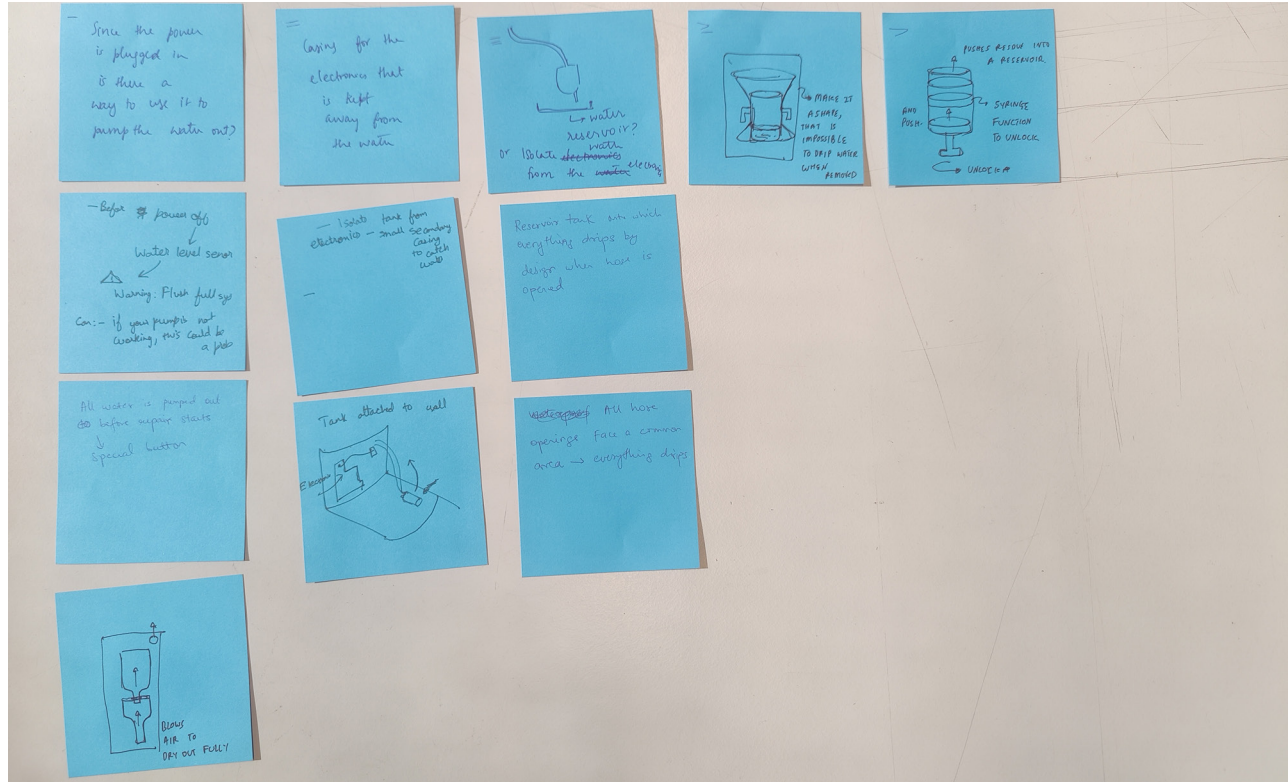 Since the power
is plugged in
is there a
way to use it to
pump the water out?
Casing for the
electronics that
is kept
away from
the water
water
reservoir?
or Isolate water
from the
MAKE IT
A SHAPE,
THAT IS
IMPOSSIBLE
TO DRIP WATER
WHEN
REMOVED
PUSHES RESIDUE INTO
A RESERVOIR
AND
PUSH.
SYRINGE
FUNCTION
TO UNLOCK.
UNLOCK
- Before power off
Water level sensor
Warning: Flush full sys
Con:- if your pump is not
working, this could be
a prob
- Isolate tank from
electronics - small secondary
casing
to catch
water
Reservoir tank into which
everything drips by
design when hose is
opened
All water is pumped out
before repair starts
↓
special button
Tank attached to wall
All hose
openings face a common
area → everything drips
BLOWS
AIR TO
DRY OUT FULLY